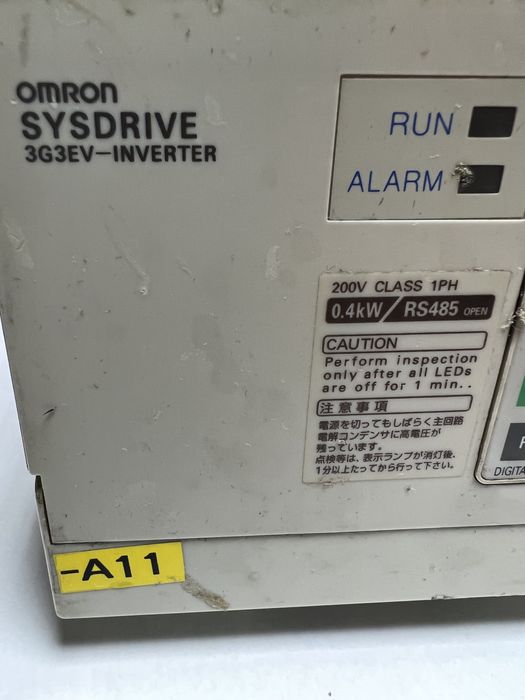 OMRON
SYSDRIVE
3G3EV-INVERTER
RUN
ALARM
200V CLASS 1PH
0.4kW/RS485 OPEN
CAUTION
Perform inspection
only after all LEDs
are off for 1 min..
注意事項
電源を切ってもしばらく主回路
電解コンデンサに高電圧が
残っています。
点検等は、表示ランプが消灯後、
1分以上たってから行って下さい。
DIGITA
-A11